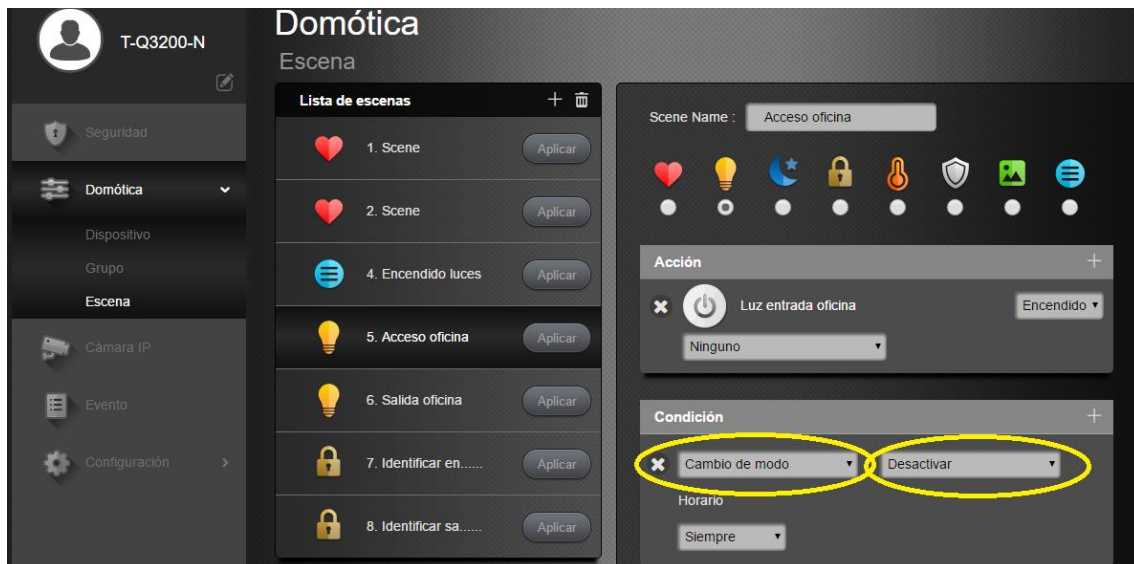 T-Q3200-N
Seguridad
Domótica
Dispositivo
Grupo
Escena
Cámara IP
Evento
Configuración
Domótica
Escena
Lista de escenas
1. Scene Aplicar
2. Scene Aplicar
4. Encendido luces Aplicar
5. Acceso oficina Aplicar
6. Salida oficina Aplicar
7. Identificar en...... Aplicar
8. Identificar sa...... Aplicar
Scene Name : Acceso oficina
Acción
Luz entrada oficina Encendido
Ninguno
Condición
Cambio de modo Desactivar
Horario
Siempre